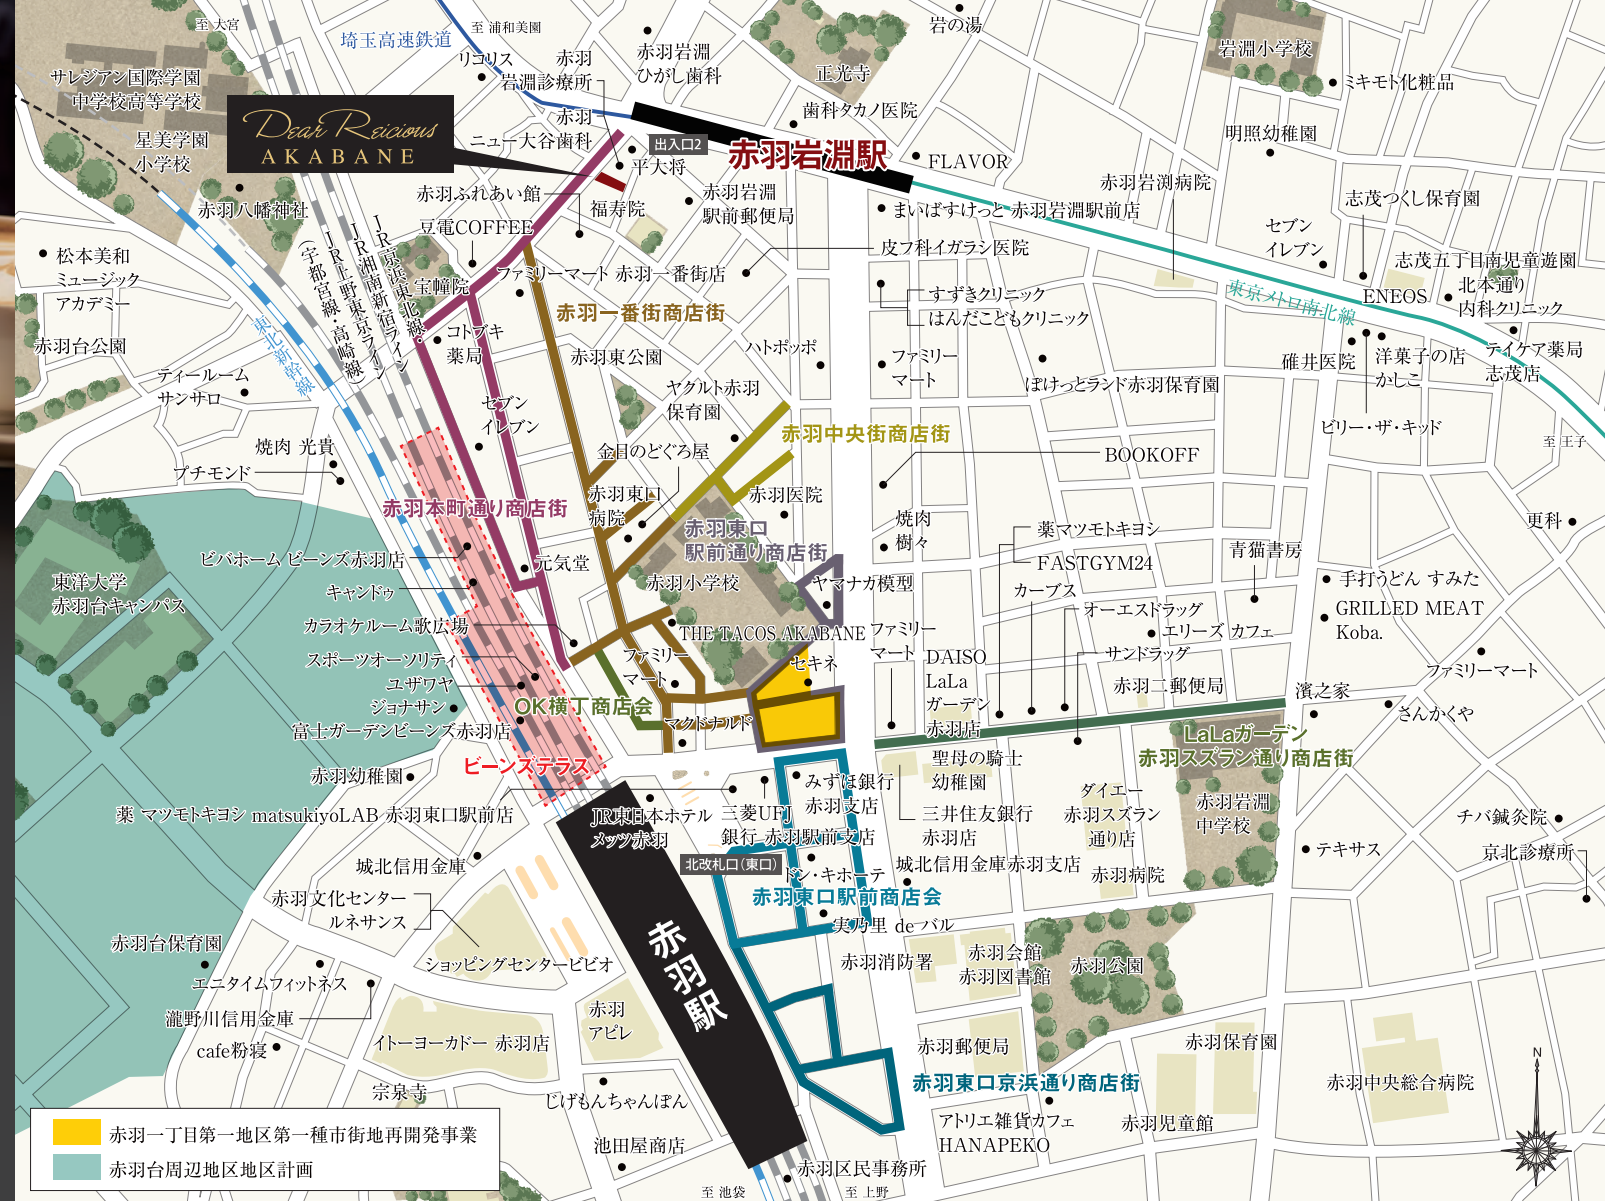 至 大宮
至 浦和美園
埼玉高速鉄道
岩の湯
リコリス
赤羽
岩淵診療所
赤羽岩淵
ひがし歯科
正光寺
岩淵小学校
ミキモト化粧品
サレジアン国際学園
中学校高等学校
星美学園
小学校
Dear Reicious
AKABANE
赤羽
ニュー大谷歯科
歯科タカノ医院
出入口2
赤羽岩淵駅
平大将
FLAVOR
明照幼稚園
赤羽岩渕病院
志茂つくし保育園
赤羽八幡神社
赤羽ふれあい館
福寿院
赤羽岩淵
駅前郵便局
まいばすけっと 赤羽岩淵駅前店
豆電COFFEE
皮フ科イガラシ医院
セブン
イレブン
志茂五丁目南児童遊園
松本美和
ミュージック
アカデミー
JR京浜東北線・
JR湘南新宿ライン
JR上野東京ライン
(宇都宮線・高崎線)
宝幢院
ファミリーマート 赤羽一番街店
すずきクリニック
はんだこどもクリニック
東京メトロ南北線
ENEOS
北本通り
内科クリニック
赤羽一番街商店街
東北新幹線
赤羽台公園
コトブキ
薬局
赤羽東公園
ハトポッポ
ファミリー
マート
ぽけっとランド赤羽保育園
碓井医院
洋菓子の店
かしこ
テイケア薬局
志茂店
ティールーム
サンサロ
ヤクルト赤羽
保育園
セブン
イレブン
赤羽中央街商店街
ビリー・ザ・キッド
至 王子
焼肉 光貴
プチモンド
金目のどぐろ屋
BOOKOFF
赤羽本町通り商店街
赤羽東口
病院
赤羽医院
焼肉
樹々
薬マツモトキヨシ
更科
赤羽東口
駅前通り商店街
FASTGYM24
青猫書房
ビバホーム ビーンズ赤羽店
元気堂
東洋大学
赤羽台キャンパス
赤羽小学校
ヤマナガ模型
キャンドゥ
カーブス
手打うどん すみた
オーエスドラッグ
GRILLED MEAT
Koba.
カラオケルーム歌広場
THE TACOS AKABANE
ファミリー
マート
エリーズ カフェ
サンドラッグ
スポーツオーソリティ
ファミリー
マート
セキネ
DAISO
LaLa
ガーデン
赤羽店
ファミリーマート
ユザワヤ
赤羽二郵便局
濱之家
ジョナサン
OK横丁商店会
さんかくや
富士ガーデンビーンズ赤羽店
マクドナルド
LaLaガーデン
赤羽スズラン通り商店街
ビーンズテラス
赤羽幼稚園
聖母の騎士
幼稚園
みずほ銀行
赤羽支店
ダイエー
赤羽スズラン
通り店
赤羽岩淵
中学校
薬 マツモトキヨシ matsukiyoLAB 赤羽東口駅前店
JR東日本ホテル
メッツ赤羽
三菱UFJ
銀行 赤羽駅前支店
三井住友銀行
赤羽店
チバ鍼灸院
テキサス
京北診療所
城北信用金庫
北改札口(東口)
ドン・キホーテ
城北信用金庫赤羽支店
赤羽病院
赤羽文化センター
ルネサンス
赤羽東口駅前商店会
実乃里 de バル
赤羽駅
赤羽台保育園
ショッピングセンタービビオ
赤羽消防署
赤羽会館
赤羽図書館
赤羽公園
エニタイムフィットネス
瀧野川信用金庫
赤羽
アピレ
cafe粉寝
イトーヨーカドー 赤羽店
赤羽郵便局
赤羽保育園
宗泉寺
赤羽東口京浜通り商店街
赤羽中央総合病院
じげもんちゃんぽん
アトリエ雑貨カフェ
HANAPEKO
赤羽児童館
池田屋商店
赤羽区民事務所
至 池袋
至 上野
N
赤羽一丁目第一地区第一種市街地再開発事業
赤羽台周辺地区地区計画